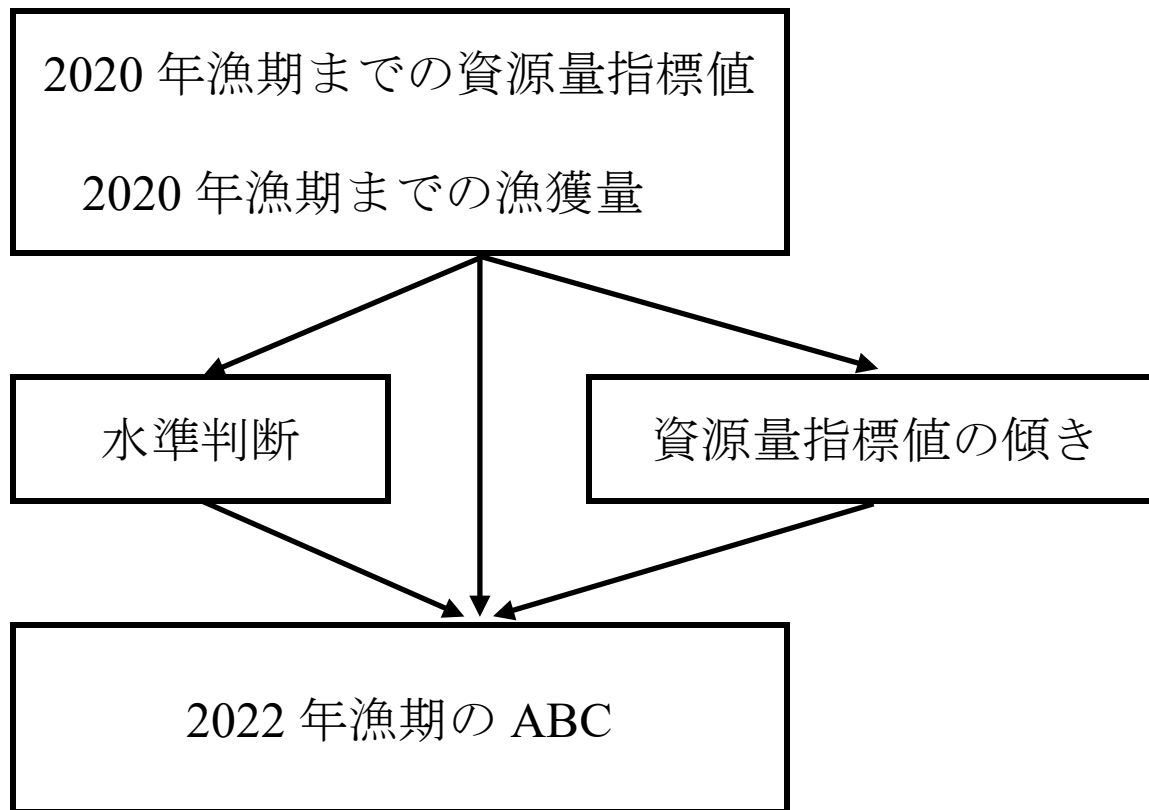 2020 年漁期までの資源量指標値
2020 年漁期までの漁獲量
水準判断
資源量指標値の傾き
2022 年漁期の ABC